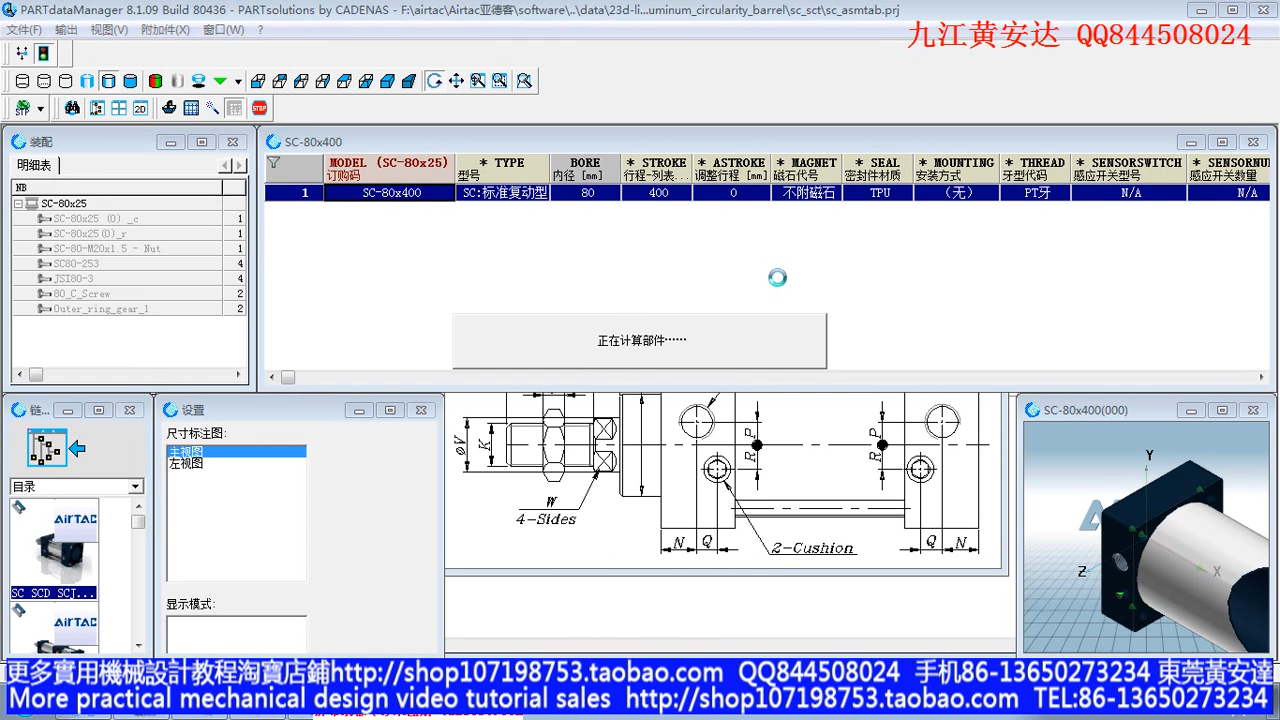 PARTdataManager 8.1.09 Build 80436 - PARTsolutions by CADENAS - F:\airtac\Airtac亚德客\software\..\data\23d-li...uminum_circularity_barrel\sc_sct\sc_asmtab.prj
文件(F) 输出 视图(V) 附加件(X) 窗口(W) ?
九江黄安达 QQ844508024
STP
2D
STOP
装配
明细表
NB
SC-80x25
SC-80x25 (0) _c 1
SC-80x25(0)_r 1
SC-80-M20x1.5 - Nut 1
SC80-253 4
JSI80-3 4
80_C_Screw 2
Outer_ring_gear_1 2
SC-80x400
MODEL (SC-80x25) * TYPE BORE * STROKE * ASTROKE * MAGNET * SEAL * MOUNTING * THREAD * SENSORSWITCH * SENSORNU
订购码 型号 内径 [mm] 行程-列表... 调整行程 [mm] 磁石代号 密封件材质 安装方式 牙型代码 感应开关型号 感应开关数量
1 SC-80x400 SC:标准复动型 80 400 0 不附磁石 TPU (无) PT牙 N/A N/A
正在计算部件······
链...
目录
AirTAC
SC SCD SCJ...
AirTAC
设置
尺寸标注图:
主视图
左视图
显示模式:
øV K W
4-Sides
P R P R
N Q Q N
2-Cushion
SC-80x400(000)
Y
Z X
更多實用機械設計教程淘寶店鋪http://shop107198753.taobao.com QQ844508024 手机86-13650273234 東莞黃安達
More practical mechanical design video tutorial sales http://shop107198753.taobao.com TEL:86-13650273234